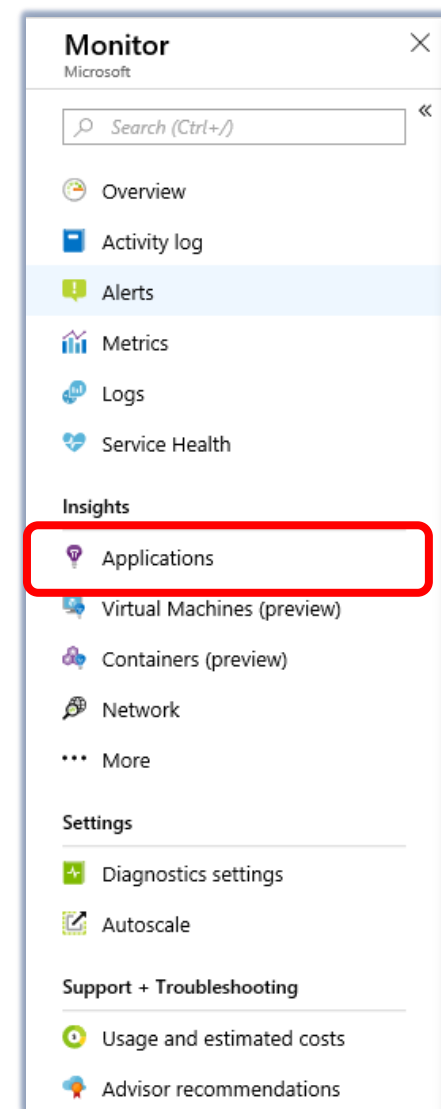 Monitor
Microsoft
Search (Ctrl+/)
Overview
Activity log
Alerts
Metrics
Logs
Service Health
Insights
Applications
Virtual Machines (preview)
Containers (preview)
Network
More
Settings
Diagnostics settings
Autoscale
Support + Troubleshooting
Usage and estimated costs
Advisor recommendations